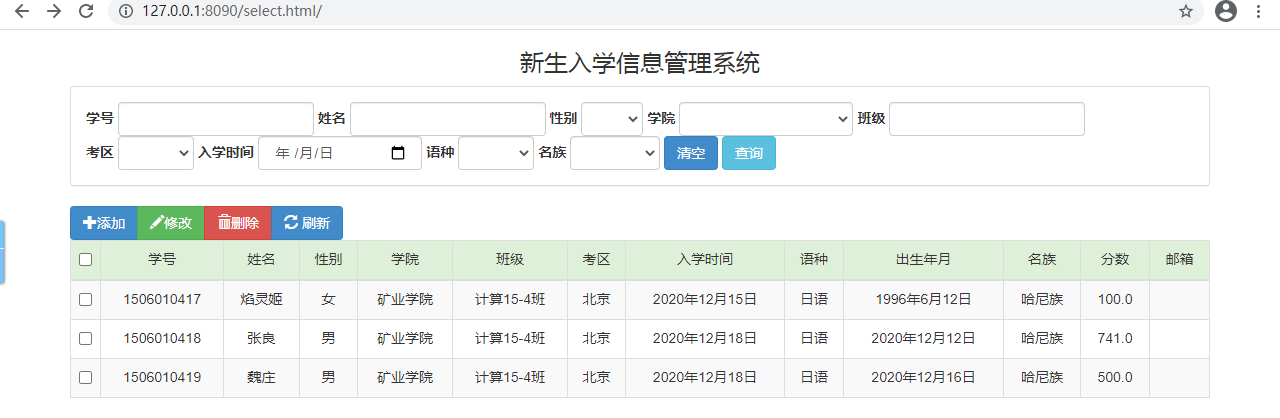 127.0.0.1:8090/select.html/
新生入学信息管理系统
学号 姓名 性别 学院 班级
考区 入学时间 年 /月/日 语种 名族 清空 查询
添加 修改 删除 刷新
学号 姓名 性别 学院 班级 考区 入学时间 语种 出生年月 名族 分数 邮箱
1506010417 焰灵姬 女 矿业学院 计算15-4班 北京 2020年12月15日 日语 1996年6月12日 哈尼族 100.0
1506010418 张良 男 矿业学院 计算15-4班 北京 2020年12月18日 日语 2020年12月12日 哈尼族 741.0
1506010419 魏庄 男 矿业学院 计算15-4班 北京 2020年12月18日 日语 2020年12月16日 哈尼族 500.0